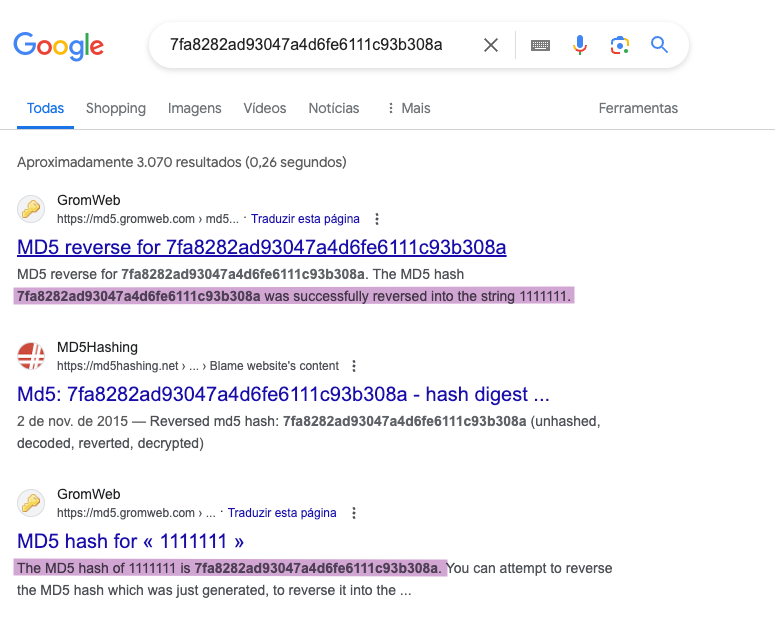 Google
7fa8282ad93047a4d6fe6111c93b308a
Todas Shopping Imagens Vídeos Notícias Mais Ferramentas
Aproximadamente 3.070 resultados (0,26 segundos)
GromWeb
https://md5.gromweb.com › md5... · Traduzir esta página
MD5 reverse for 7fa8282ad93047a4d6fe6111c93b308a
MD5 reverse for 7fa8282ad93047a4d6fe6111c93b308a. The MD5 hash
7fa8282ad93047a4d6fe6111c93b308a was successfully reversed into the string 1111111.
MD5Hashing
https://md5hashing.net › ... › Blame website's content
Md5: 7fa8282ad93047a4d6fe6111c93b308a - hash digest ...
2 de nov. de 2015 — Reversed md5 hash: 7fa8282ad93047a4d6fe6111c93b308a (unhashed,
decoded, reverted, decrypted)
GromWeb
https://md5.gromweb.com › ... · Traduzir esta página
MD5 hash for « 1111111 »
The MD5 hash of 1111111 is 7fa8282ad93047a4d6fe6111c93b308a. You can attempt to reverse
the MD5 hash which was just generated, to reverse it into the ...